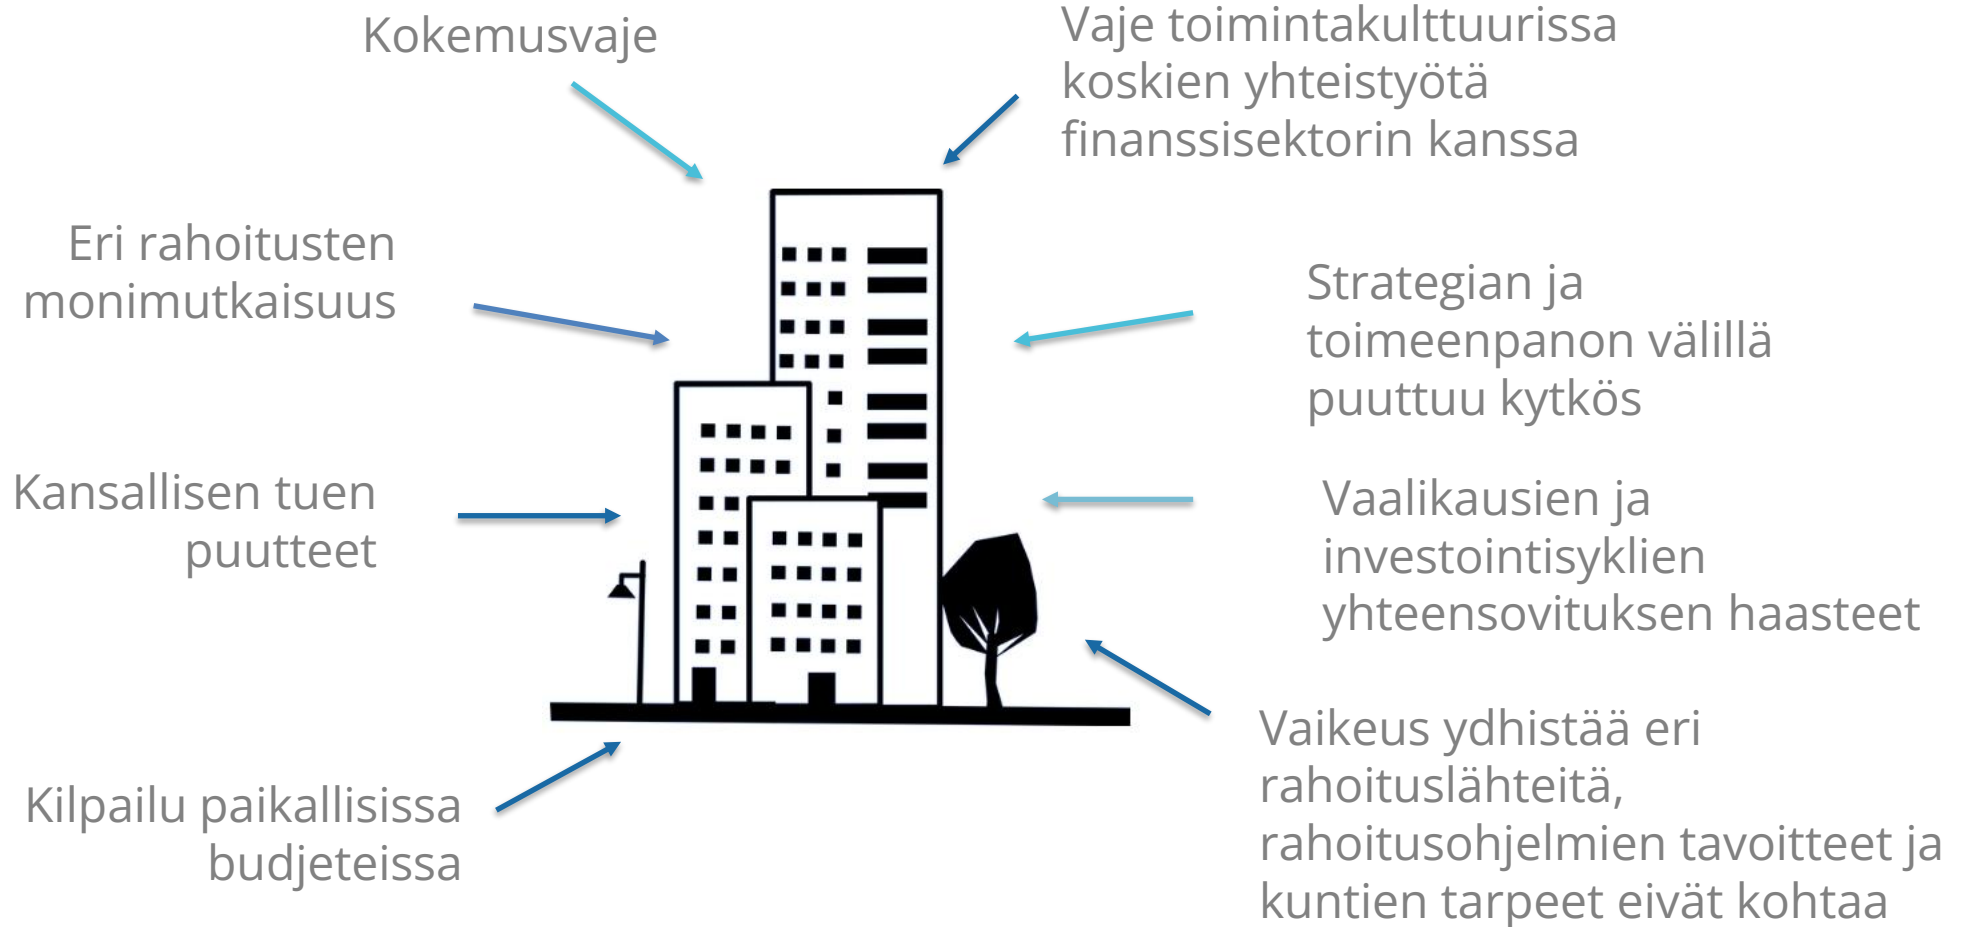 Kokemusvaje
Vaje toimintakulttuurissa
koskien yhteistyötä
finanssisektorin kanssa
Eri rahoitusten
monimutkaisuus
Strategian ja
toimeenpanon välillä
puuttuu kytkös
Kansallisen tuen
puutteet
Vaalikausien ja
investointisyklien
yhteensovituksen haasteet
Kilpailu paikallisissa
budjeteissa
Vaikeus ydhistää eri
rahoituslähteitä,
rahoitusohjelmien tavoitteet ja
kuntien tarpeet eivät kohtaa